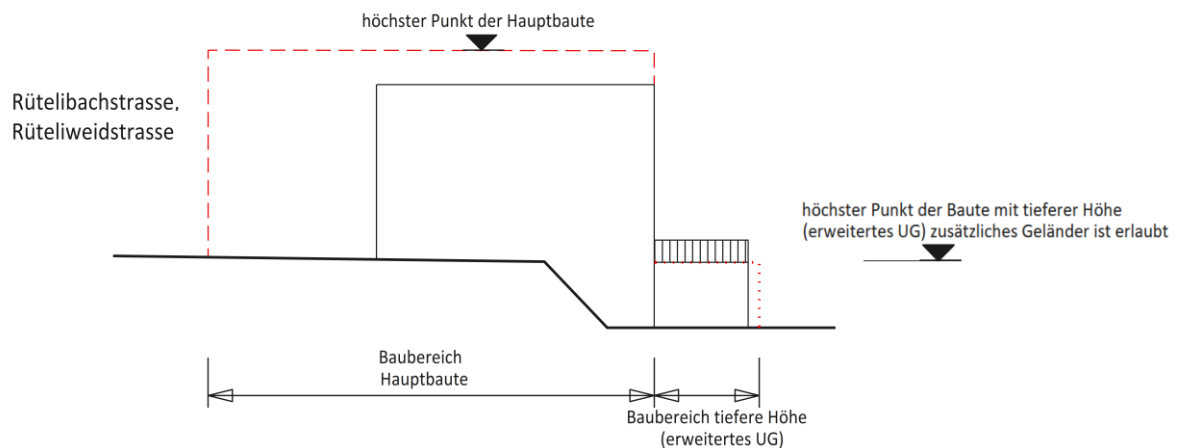 höchster Punkt der Hauptbaute
Rütelibachstrasse,
Rüteliweidstrasse
höchster Punkt der Baute mit tieferer Höhe
(erweitertes UG) zusätzliches Geländer ist erlaubt
Baubereich
Hauptbaute
Baubereich tiefere Höhe
(erweitertes UG)